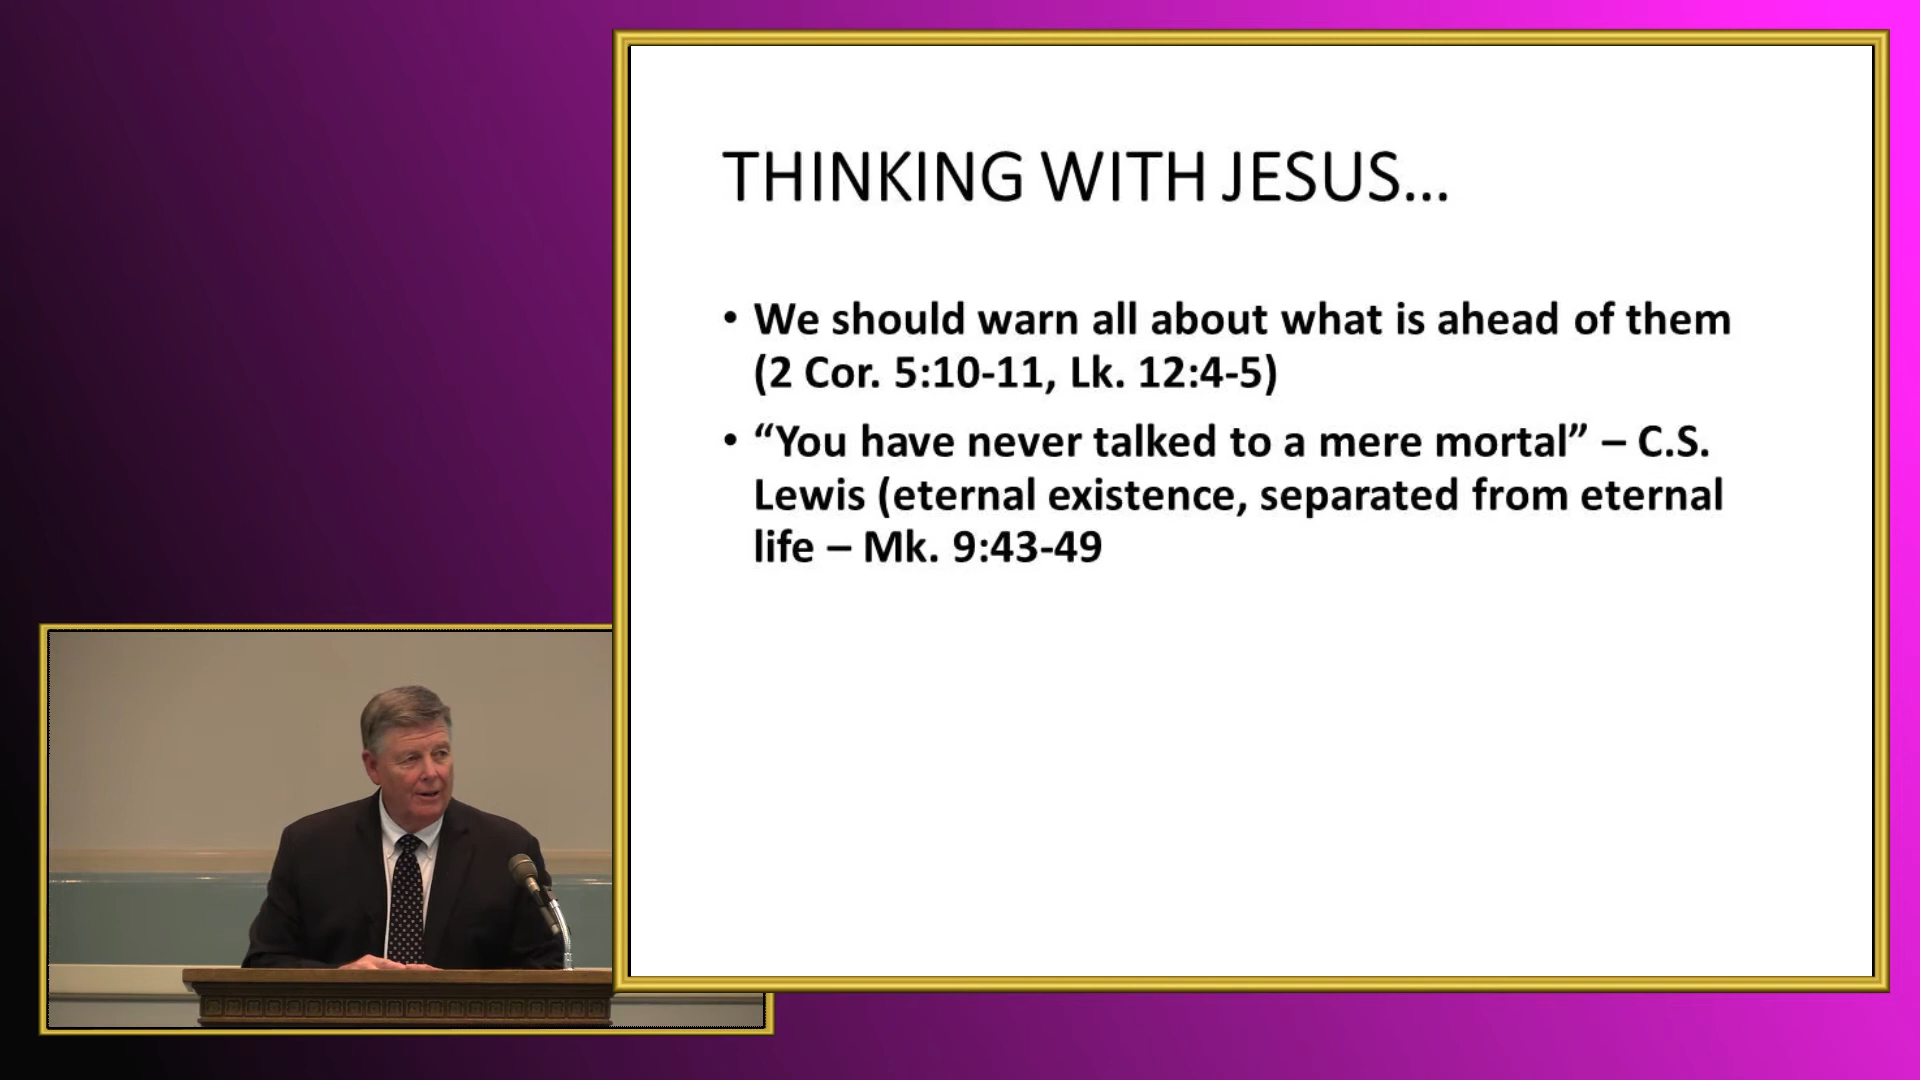 THINKING WITH JESUS...
• We should warn all about what is ahead of them
(2 Cor. 5:10-11, Lk. 12:4-5)
• “You have never talked to a mere mortal” – C.S.
Lewis (eternal existence, separated from eternal
life – Mk. 9:43-49